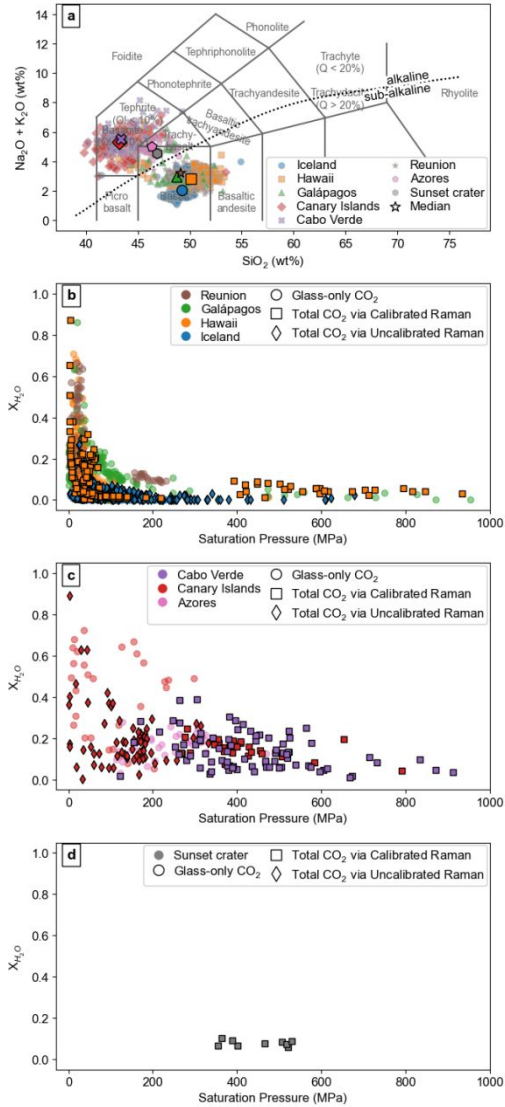 a
Phonolite
Foidite
Tephriphonolite
Trachyte
(Q < 20%)
Phonotephrite
Trachyandesite
(Q > 20%)
alkaline
sub-alkaline
Rhyolite
Tephrite
Basaltic
trachyandesite
Picro
basalt
Basaltic
andesite
Na₂O + K₂O (wt%)
14
12
10
8
6
4
2
0
Iceland
Hawaii
Galápagos
Canary Islands
Cabo Verde
Reunion
Azores
Sunset crater
Median
40 45 50 55 60 65 70 75
SiO₂ (wt%)
b
Reunion
Galápagos
Hawaii
Iceland
Glass-only CO₂
Total CO₂ via Calibrated Raman
Total CO₂ via Uncalibrated Raman
X_H₂O
1.0
0.8
0.6
0.4
0.2
0.0
0 200 400 600 800 1000
Saturation Pressure (MPa)
c
Cabo Verde
Canary Islands
Azores
Glass-only CO₂
Total CO₂ via Calibrated Raman
Total CO₂ via Uncalibrated Raman
X_H₂O
1.0
0.8
0.6
0.4
0.2
0.0
0 200 400 600 800 1000
Saturation Pressure (MPa)
d
Sunset crater
Glass-only CO₂
Total CO₂ via Calibrated Raman
Total CO₂ via Uncalibrated Raman
X_H₂O
1.0
0.8
0.6
0.4
0.2
0.0
0 200 400 600 800 1000
Saturation Pressure (MPa)